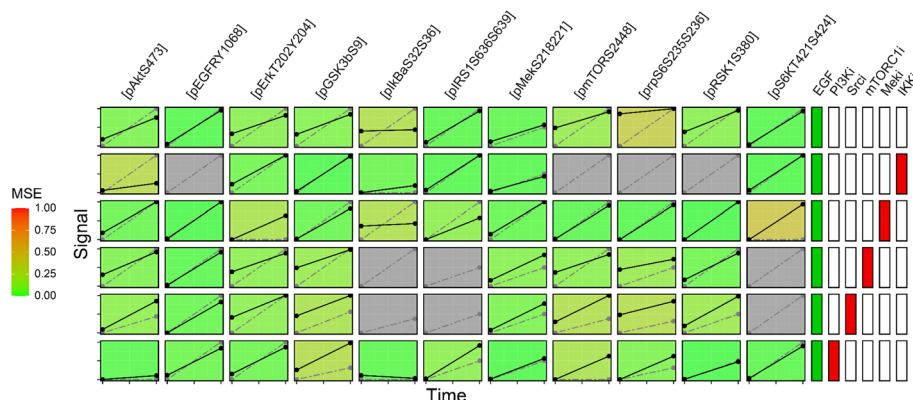 [pAktS473]
[pEGFRY1068]
[pErkT202Y204]
[pGSK3bS9]
[pIkBaS32S36]
[pIRS1S636S639]
[pMekS218221]
[pmTORS2448]
[prpS6S235S236]
[pRSK1S380]
[pS6KT421S424]
EGF
PI3Ki
Srci
mTORC1i
Meki
MSE
1.00
0.75
0.50
0.25
0.00
Signal
Time